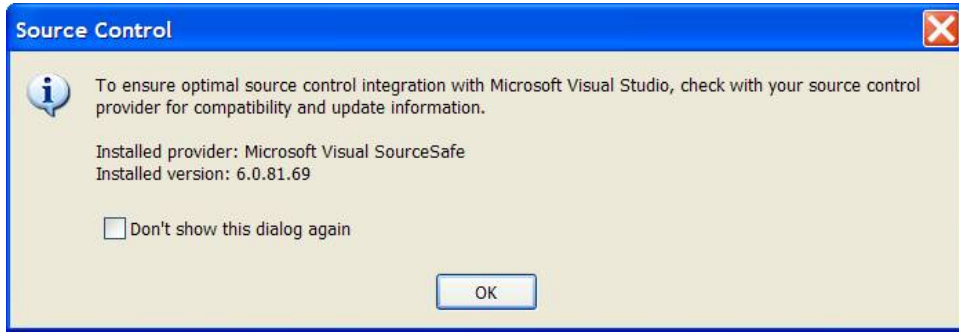 Source Control
To ensure optimal source control integration with Microsoft Visual Studio, check with your source control
provider for compatibility and update information.
Installed provider: Microsoft Visual SourceSafe
Installed version: 6.0.81.69
Don't show this dialog again
OK